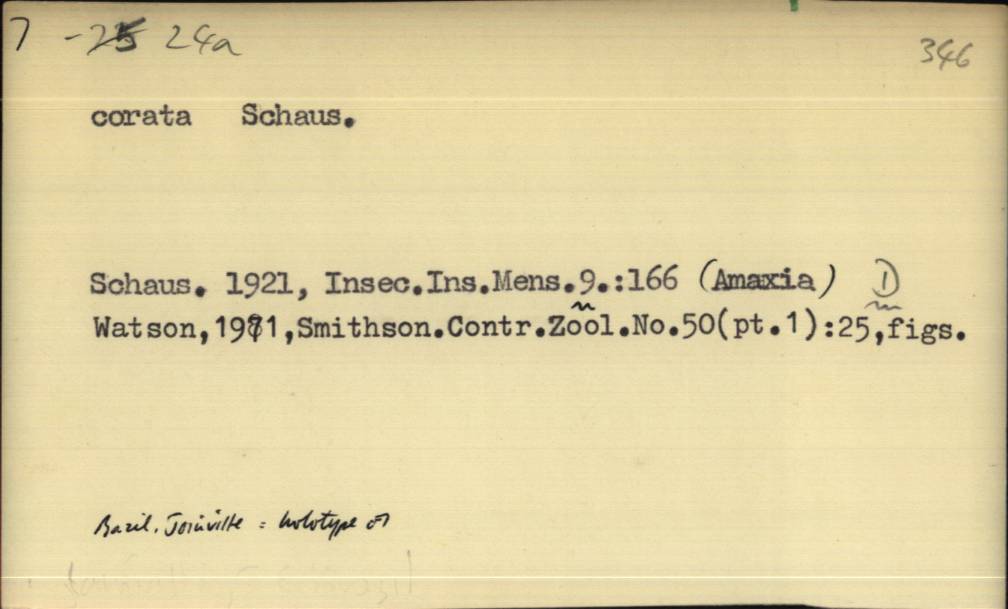 7 -25 24a
346
corata Schaus.
Schaus. 1921, Insec.Ins.Mens.9.:166 (Amaxia) D
Watson,1971,Smithson.Contr.Zool.No.50(pt.1):25,figs.
Bazil. Joinville = holotype ♂